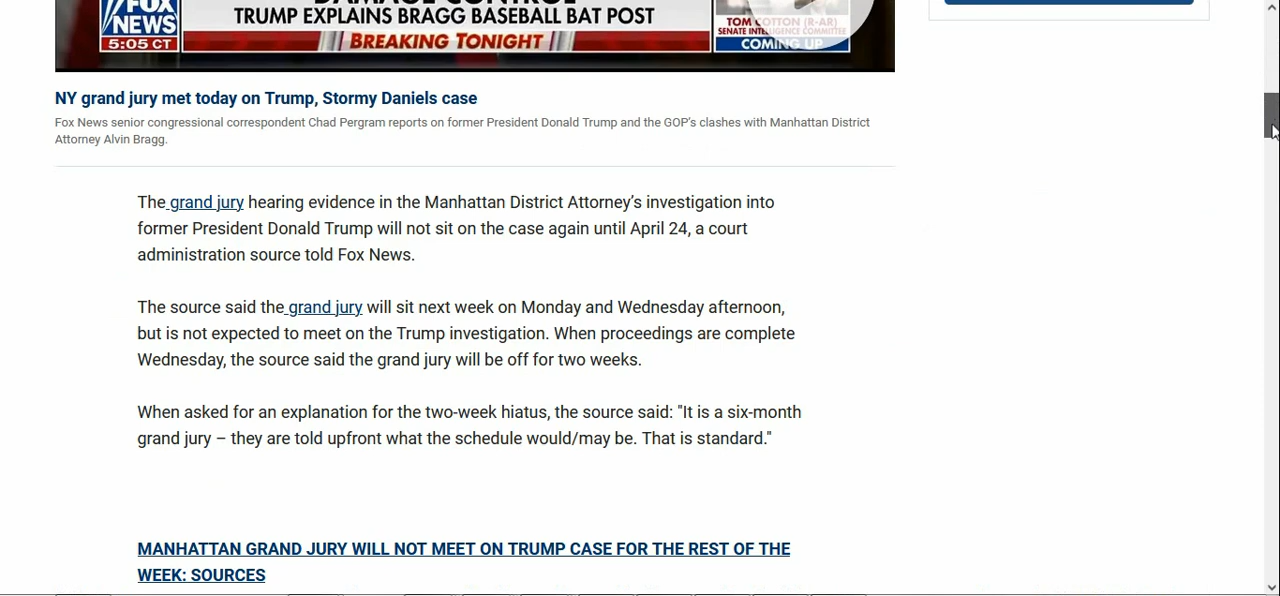 DAMAGE CONTROL
FOX
NEWS
TRUMP EXPLAINS BRAGG BASEBALL BAT POST
5:05 CT
BREAKING TONIGHT
TOM COTTON (R-AR)
SENATE INTELLIGENCE COMMITTEE
COMING UP
NY grand jury met today on Trump, Stormy Daniels case
Fox News senior congressional correspondent Chad Pergram reports on former President Donald Trump and the GOP's clashes with Manhattan District
Attorney Alvin Bragg.
The grand jury hearing evidence in the Manhattan District Attorney’s investigation into
former President Donald Trump will not sit on the case again until April 24, a court
administration source told Fox News.
The source said the grand jury will sit next week on Monday and Wednesday afternoon,
but is not expected to meet on the Trump investigation. When proceedings are complete
Wednesday, the source said the grand jury will be off for two weeks.
When asked for an explanation for the two-week hiatus, the source said: "It is a six-month
grand jury – they are told upfront what the schedule would/may be. That is standard."
MANHATTAN GRAND JURY WILL NOT MEET ON TRUMP CASE FOR THE REST OF THE
WEEK: SOURCES